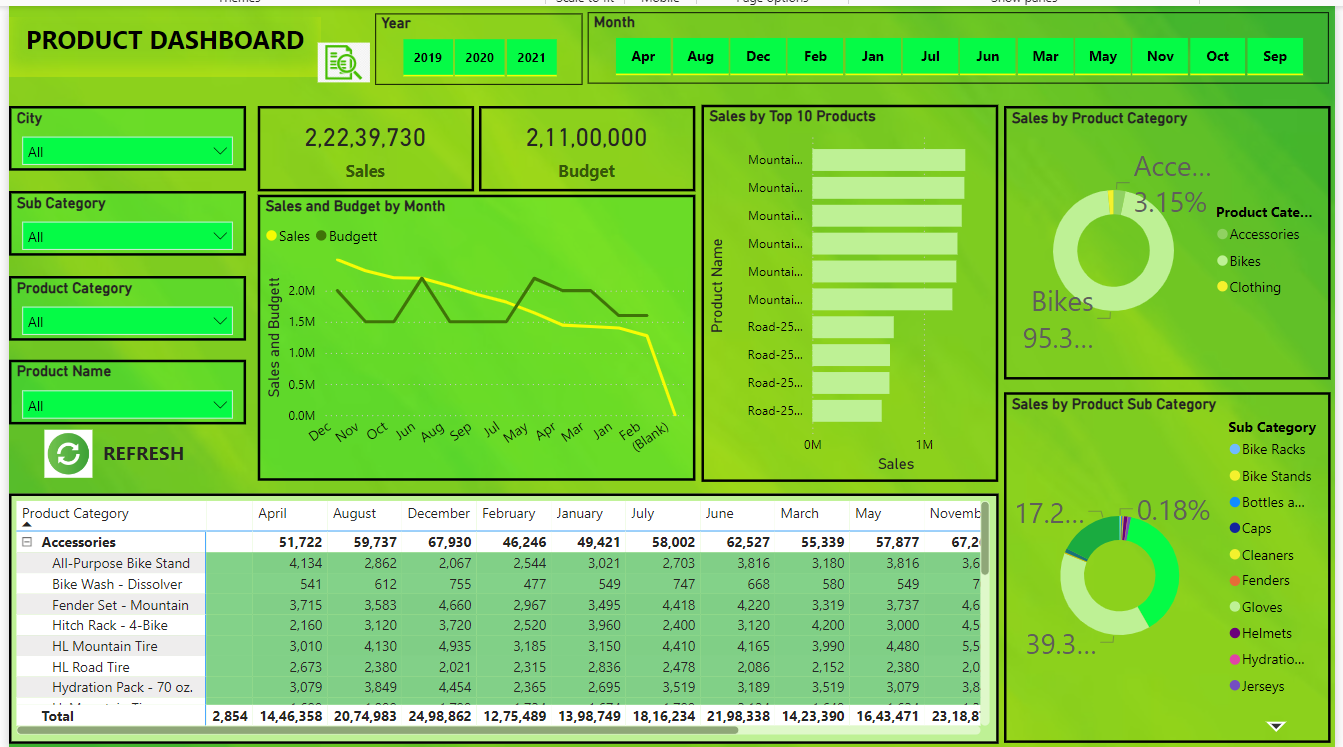 PRODUCT DASHBOARD
Year
2019 2020 2021
Month
Apr Aug Dec Feb Jan Jul Jun Mar May Nov Oct Sep
City
All
Sub Category
All
Product Category
All
Product Name
All
REFRESH
2,22,39,730
Sales
2,11,00,000
Budget
Sales and Budget by Month
Sales Budgett
Sales and Budgett
2.0M
1.5M
1.0M
0.5M
0.0M
Dec Nov Oct Jun Aug Sep Jul May Apr Mar Jan Feb (Blank)
Sales by Top 10 Products
Product Name
Mountai...
Mountai...
Mountai...
Mountai...
Mountai...
Mountai...
Road-25...
Road-25...
Road-25...
Road-25...
0M 1M
Sales
Sales by Product Category
Acce...
3.15%
Bikes
95.3...
Product Cate...
Accessories
Bikes
Clothing
Sales by Product Sub Category
17.2...
0.18%
39.3...
Sub Category
Bike Racks
Bike Stands
Bottles a...
Caps
Cleaners
Fenders
Gloves
Helmets
Hydratio...
Jerseys
Product Category April August December February January July June March May Novemb
Accessories 51,722 59,737 67,930 46,246 49,421 58,002 62,527 55,339 57,877 67,2
All-Purpose Bike Stand 4,134 2,862 2,067 2,544 3,021 2,703 3,816 3,180 3,816 3,6
Bike Wash - Dissolver 541 612 755 477 549 747 668 580 549 7
Fender Set - Mountain 3,715 3,583 4,660 2,967 3,495 4,418 4,220 3,319 3,737 4,6
Hitch Rack - 4-Bike 2,160 3,120 3,720 2,520 3,960 2,400 3,120 4,200 3,000 4,5
HL Mountain Tire 3,010 4,130 4,935 3,185 3,150 4,410 4,165 3,990 4,480 5,5
HL Road Tire 2,673 2,380 2,021 2,315 2,836 2,478 2,086 2,152 2,380 2,0
Hydration Pack - 70 oz. 3,079 3,849 4,454 2,365 2,695 3,519 3,189 3,519 3,079 3,8
Total 2,854 14,46,358 20,74,983 24,98,862 12,75,489 13,98,749 18,16,234 21,98,338 14,23,390 16,43,471 23,18,8